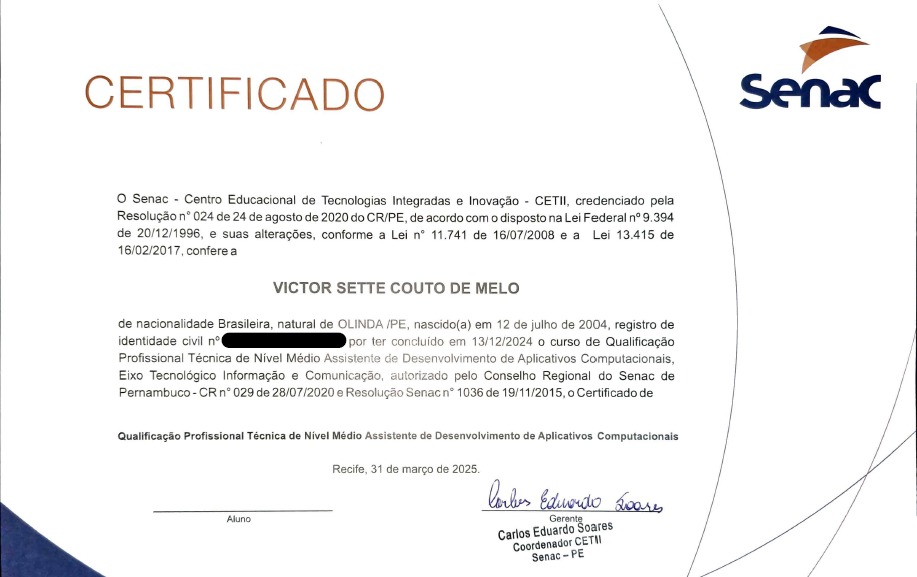 CERTIFICADO
Senac
O Senac - Centro Educacional de Tecnologias Integradas e Inovação - CETII, credenciado pela
Resolução n° 024 de 24 de agosto de 2020 do CR/PE, de acordo com o disposto na Lei Federal nº 9.394
de 20/12/1996, e suas alterações, conforme a Lei n° 11.741 de 16/07/2008 e a Lei 13.415 de
16/02/2017, confere a
VICTOR SETTE COUTO DE MELO
de nacionalidade Brasileira, natural de OLINDA /PE, nascido(a) em 12 de julho de 2004, registro de
identidade civil nº por ter concluído em 13/12/2024 o curso de Qualificação
Profissional Técnica de Nível Médio Assistente de Desenvolvimento de Aplicativos Computacionais,
Eixo Tecnológico Informação e Comunicação, autorizado pelo Conselho Regional do Senac de
Pernambuco - CR n° 029 de 28/07/2020 e Resolução Senac n° 1036 de 19/11/2015, o Certificado de
Qualificação Profissional Técnica de Nível Médio Assistente de Desenvolvimento de Aplicativos Computacionais
Recife, 31 de março de 2025.
Carlos Eduardo Soares
Aluno
Gerente
Carlos Eduardo Soares
Coordenador CETII
Senac – PE